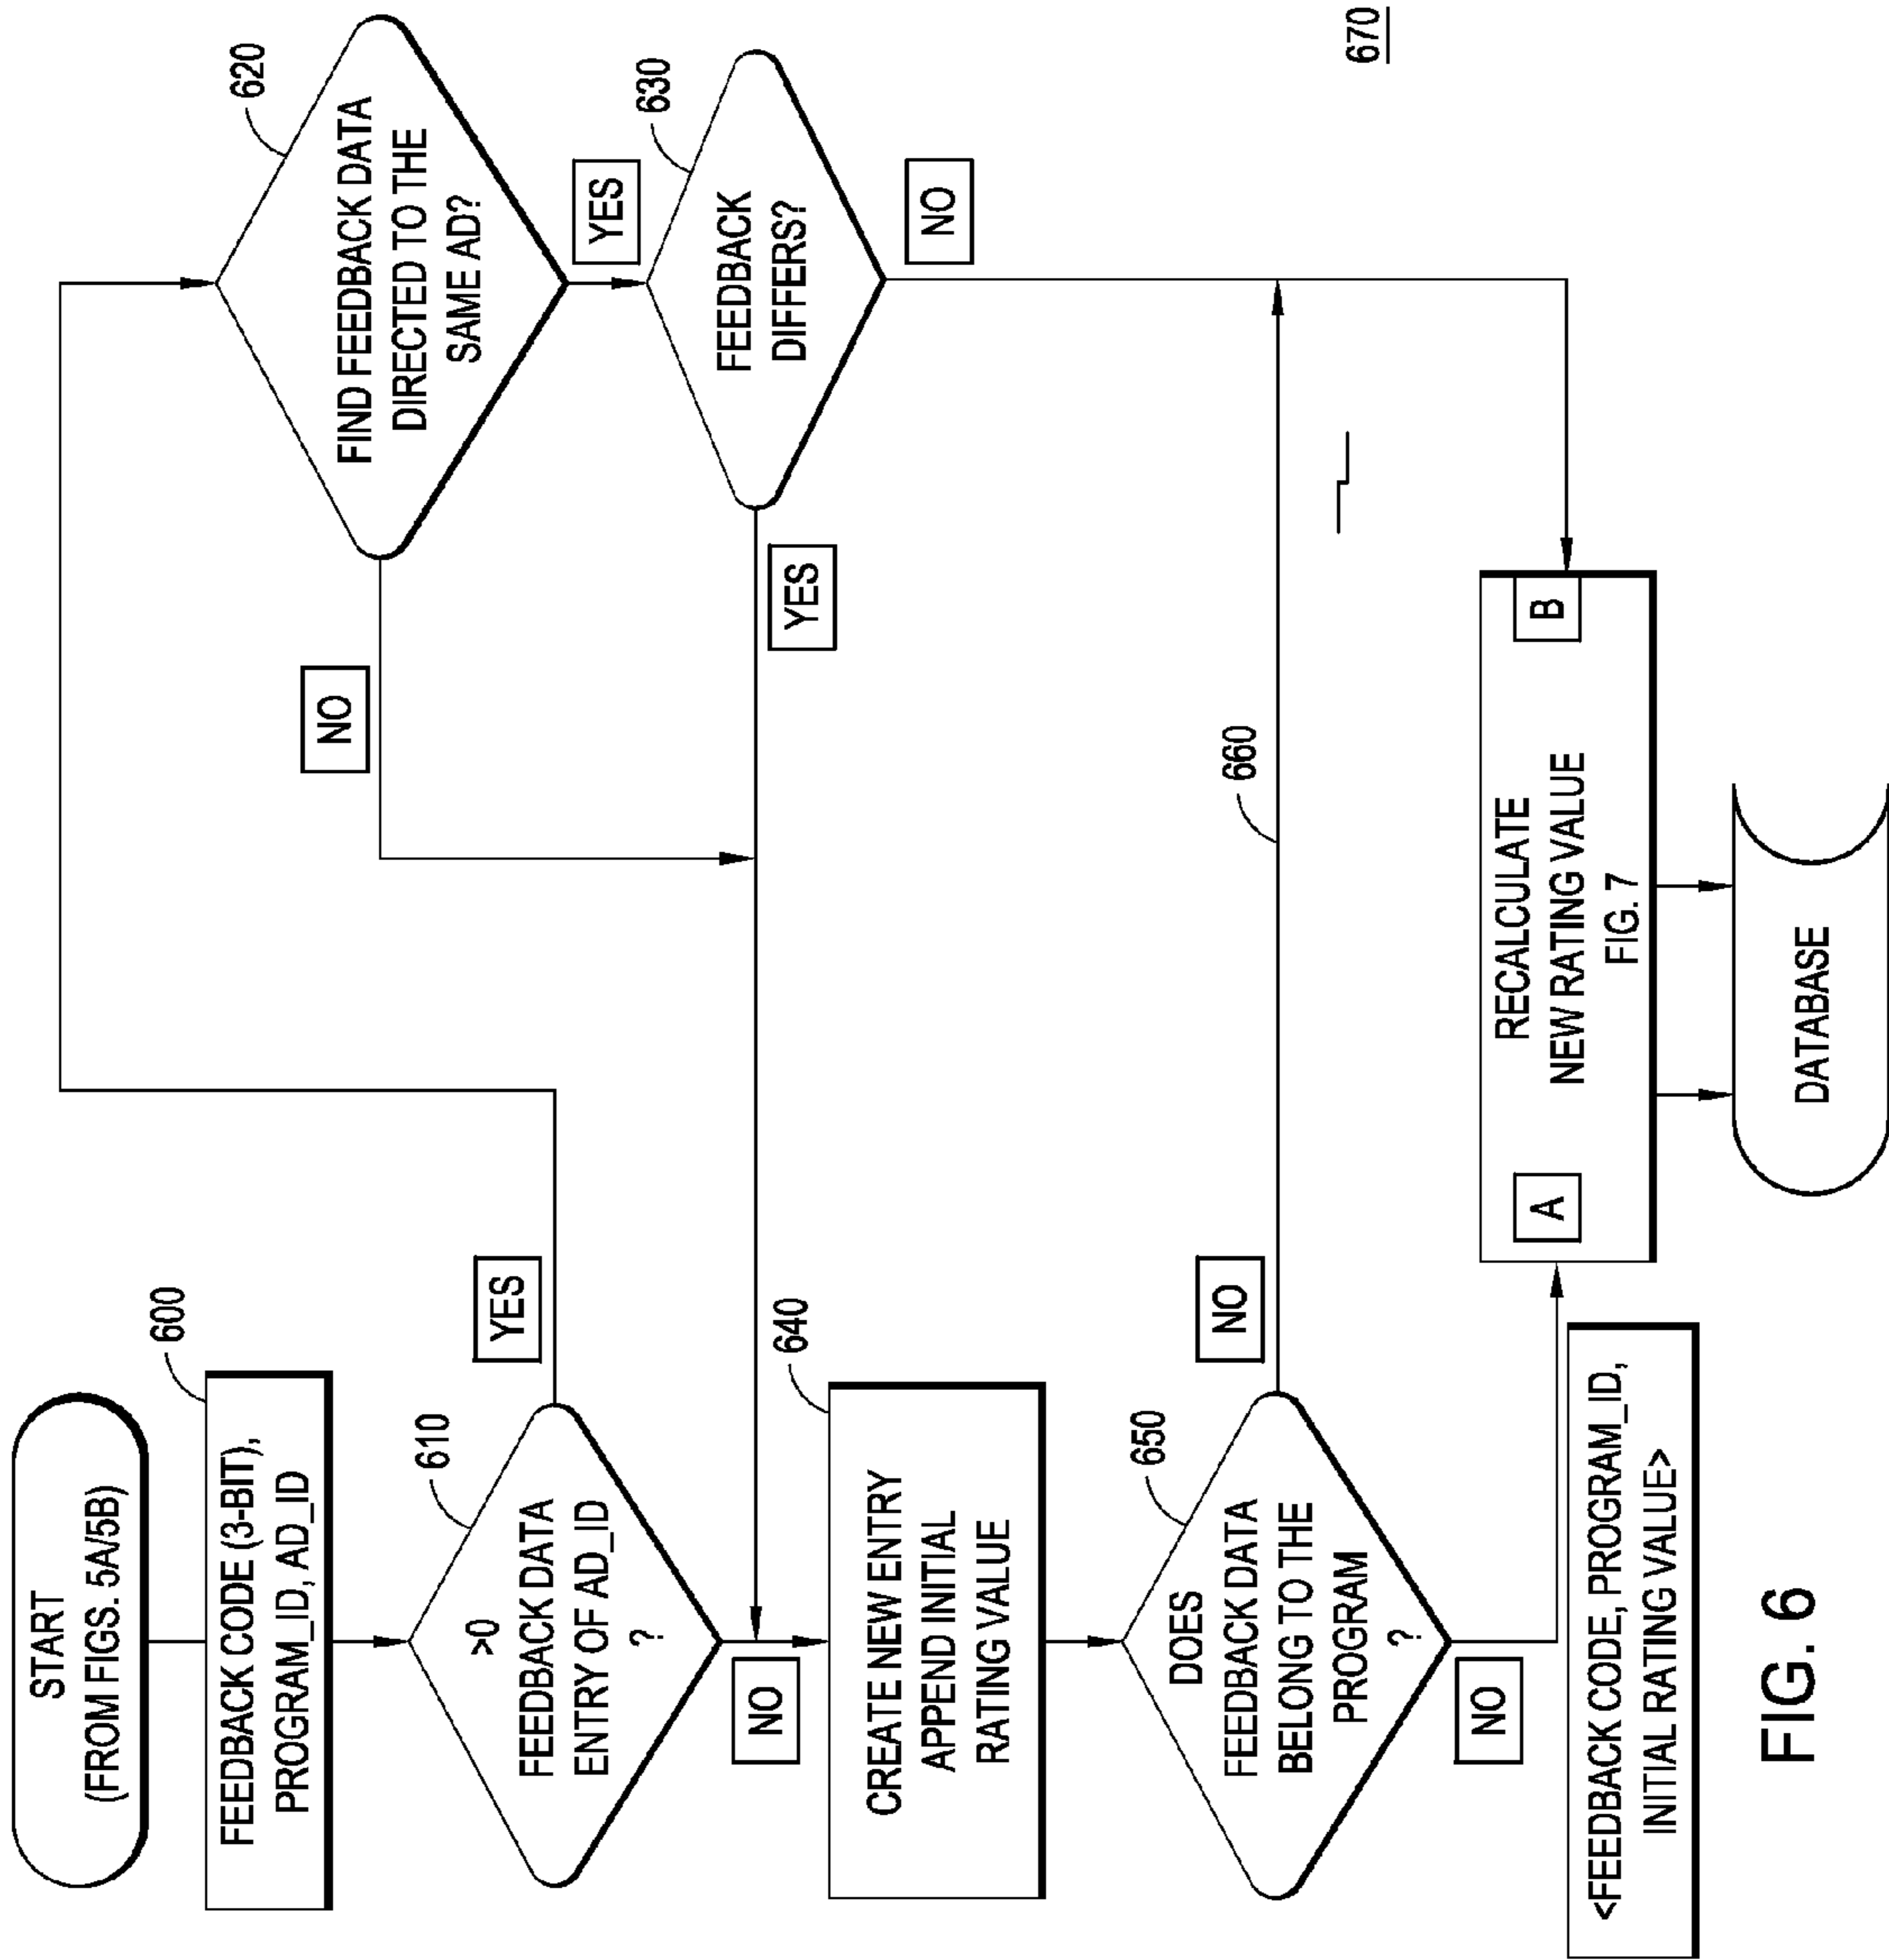 START
(FROM FIGS. 5A/5B)
600
FEEDBACK CODE (3-BIT),
PROGRAM_ID, AD_ID
610
>0
FEEDBACK DATA
ENTRY OF AD_ID
?
YES
NO
620
FIND FEEDBACK DATA
DIRECTED TO THE
SAME AD?
NO
YES
630
FEEDBACK
DIFFERS?
YES
NO
640
CREATE NEW ENTRY
APPEND INITIAL
RATING VALUE
650
DOES
FEEDBACK DATA
BELONG TO THE
PROGRAM
?
NO
660
NO
<FEEDBACK CODE, PROGRAM_ID,
INITIAL RATING VALUE>
670
A
RECALCULATE
NEW RATING VALUE
FIG. 7
B
DATABASE
FIG. 6